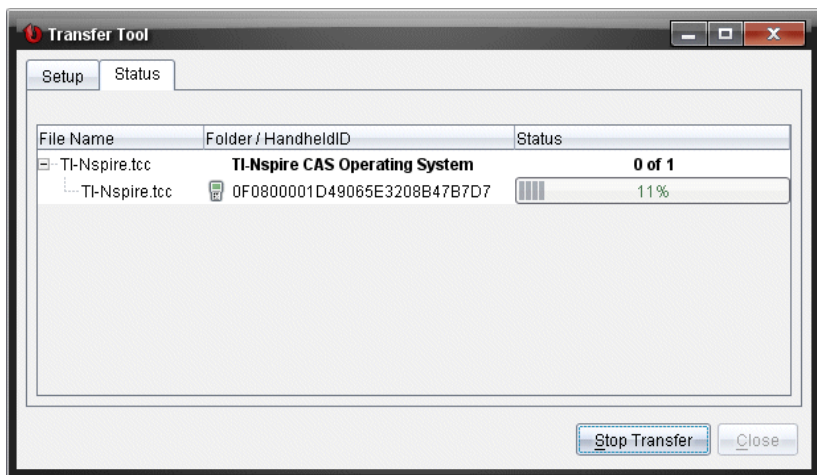 Transfer Tool
Setup Status
File Name Folder / HandheldID Status
TI-Nspire.tcc TI-Nspire CAS Operating System 0 of 1
TI-Nspire.tcc 0F0800001D49065E3208B47B7D7 11%
Stop Transfer Close